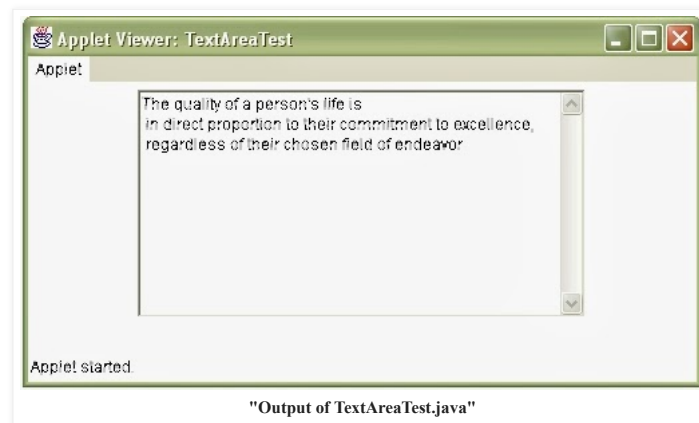 Applet Viewer: TextAreaTest
Applet
The quality of a person's life is
in direct proportion to their commitment to excellence,
regardless of their chosen field of endeavor
Applet started.
"Output of TextAreaTest.java"